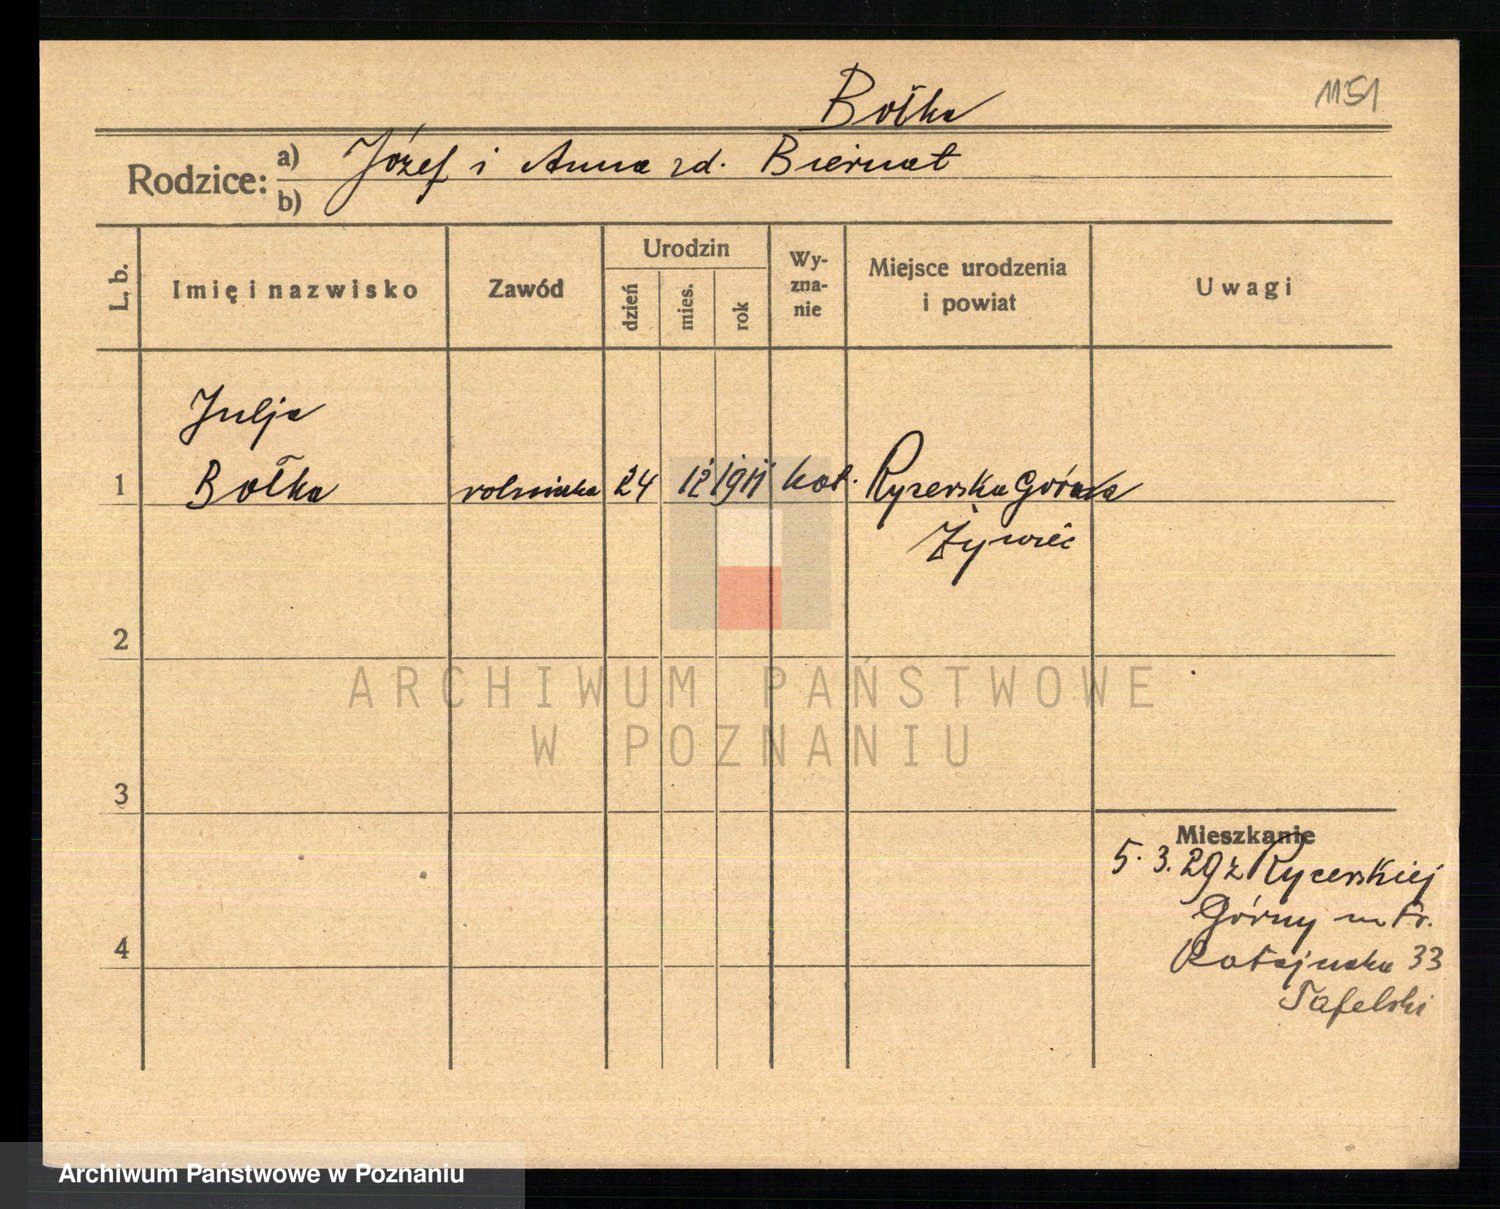 Bołka
1151
Rodzice: a) Józef i Anna zd. Biernat
b)
L. b.
Imię i nazwisko
Zawód
Urodzin
dzień
mies.
rok
Wy-
zna-
nie
Miejsce urodzenia
i powiat
Uwagi
Julja
1 Bołka rolniczka 24 12 1911 kat. Rycerska Górna
Żywiec
2
ARCHIWUM PAŃSTWOWE
W POZNANIU
3
Mieszkanie
5.3.29 z Rycerskiej
Górny m Fr.
4 Ratajczaka 33
Tafelski
Archiwum Państwowe w Poznaniu